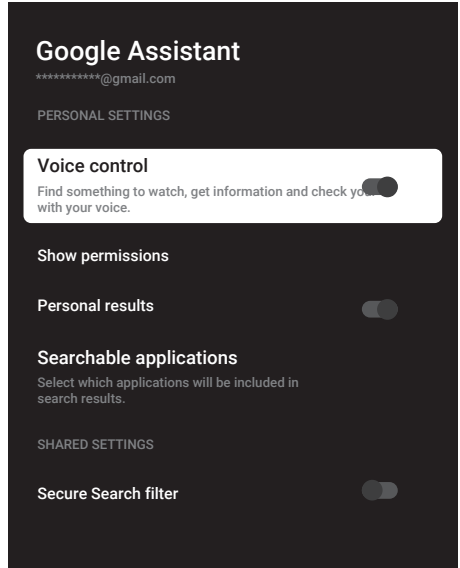 Google Assistant
***********@gmail.com
PERSONAL SETTINGS
Voice control
Find something to watch, get information and check
with your voice.
Show permissions
Personal results
Searchable applications
Select which applications will be included in
search results.
SHARED SETTINGS
Secure Search filter